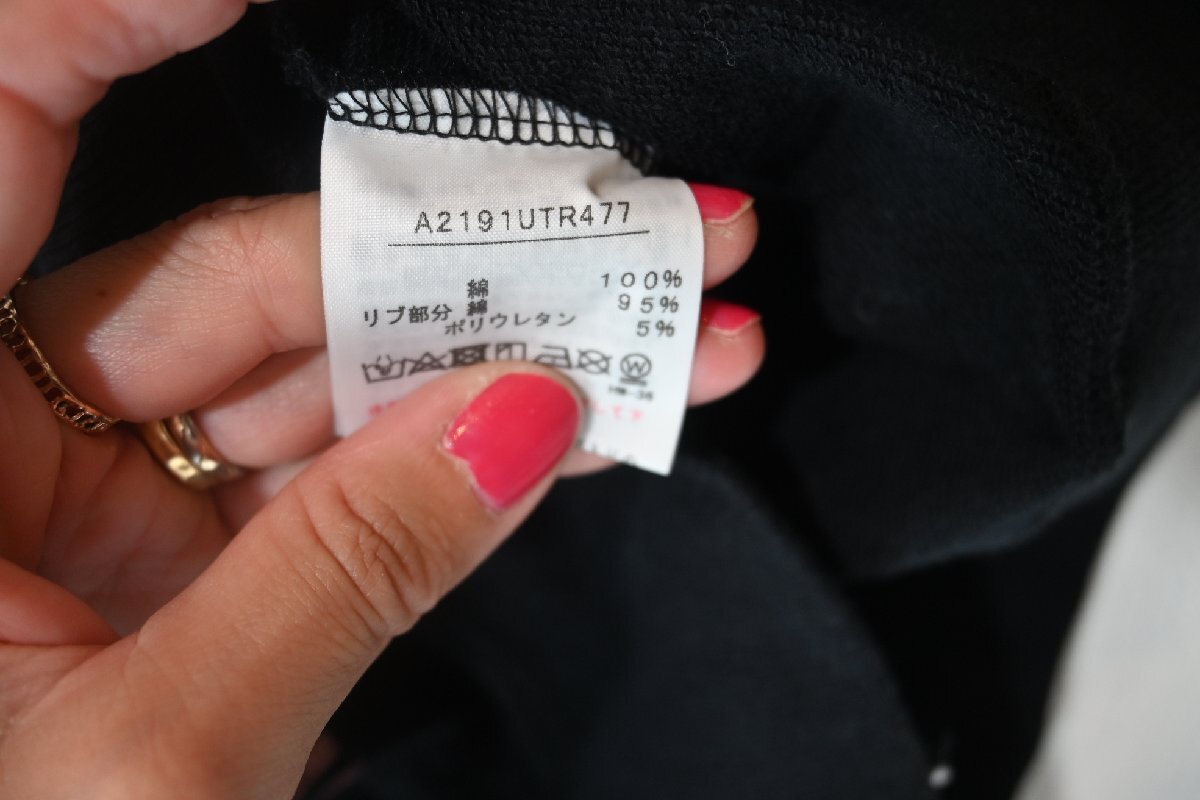 A2191UTR477
綿 100%
リブ部分 綿 95%
ポリウレタン 5%
W